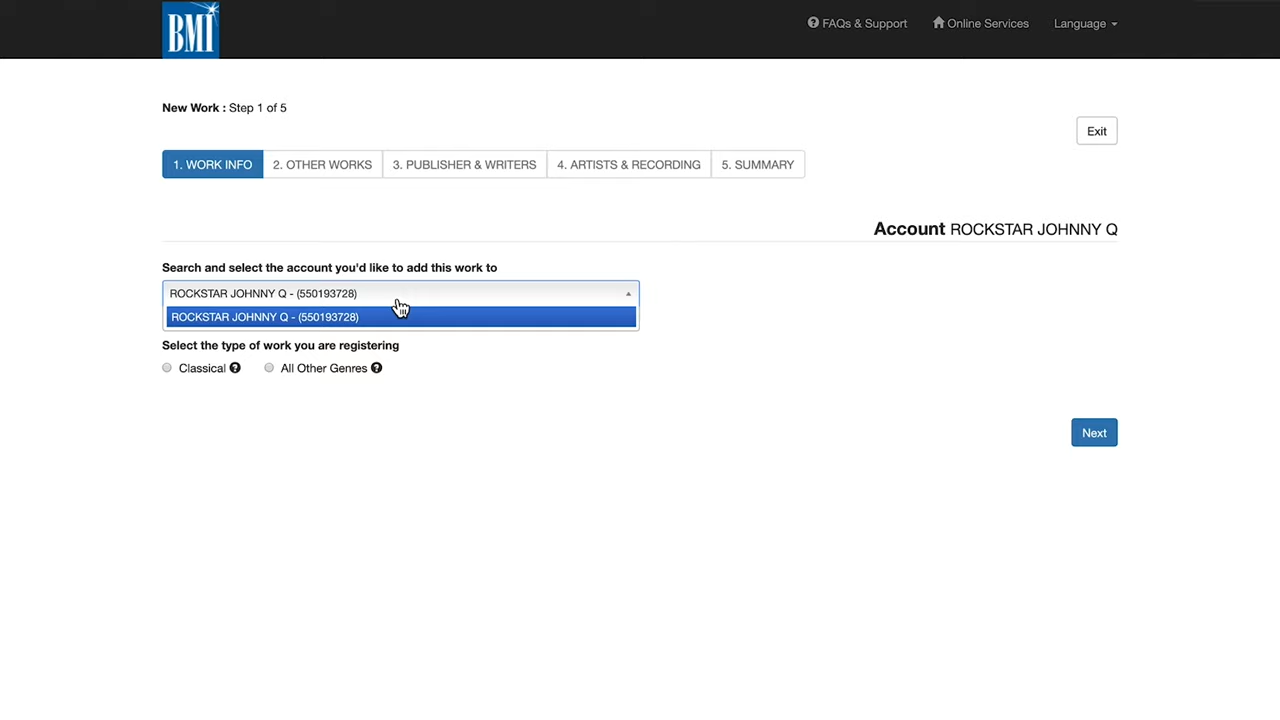 BMI
FAQs & Support
Online Services
Language
New Work : Step 1 of 5
Exit
1. WORK INFO
2. OTHER WORKS
3. PUBLISHER & WRITERS
4. ARTISTS & RECORDING
5. SUMMARY
Account ROCKSTAR JOHNNY Q
Search and select the account you'd like to add this work to
ROCKSTAR JOHNNY Q - (550193728)
ROCKSTAR JOHNNY Q - (550193728)
Select the type of work you are registering
Classical
All Other Genres
Next